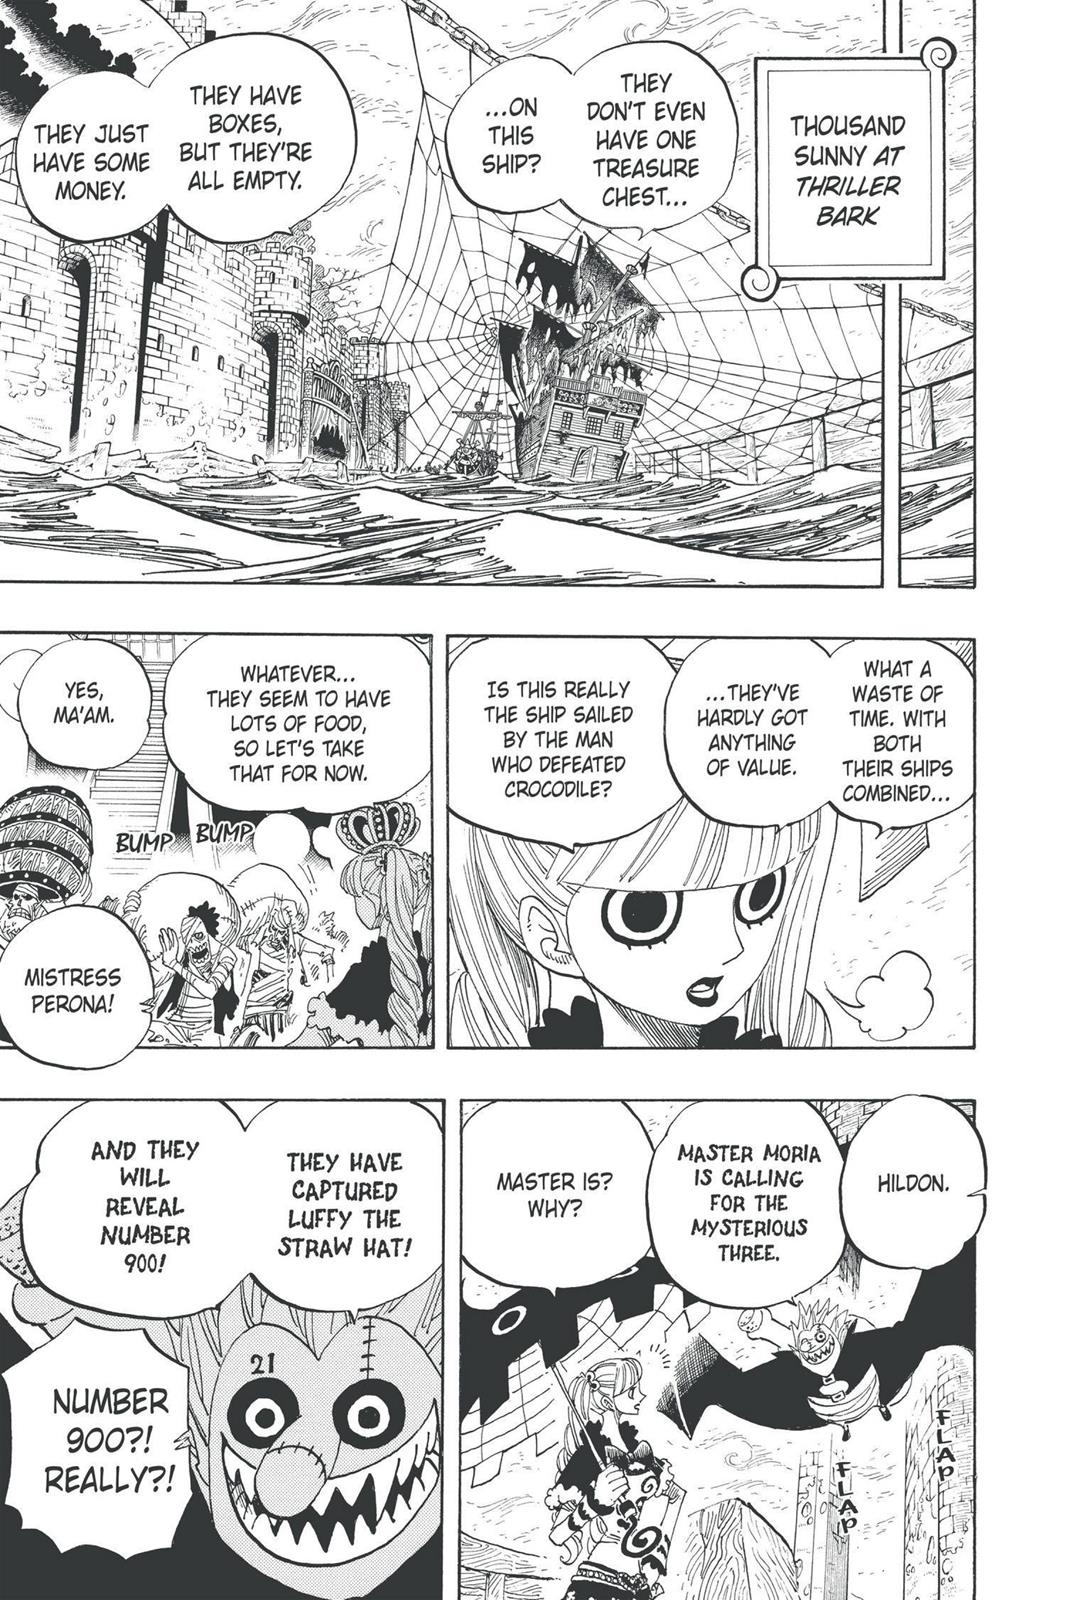 THOUSAND
SUNNY AT
THRILLER
BARK
THEY
DON'T EVEN
HAVE ONE
TREASURE
CHEST...
...ON
THIS
SHIP?
THEY HAVE
BOXES,
BUT THEY'RE
ALL EMPTY.
THEY JUST
HAVE SOME
MONEY.
WHAT A
WASTE OF
TIME. WITH
BOTH
THEIR SHIPS
COMBINED...
...THEY'VE
HARDLY GOT
ANYTHING
OF VALUE.
IS THIS REALLY
THE SHIP SAILED
BY THE MAN
WHO DEFEATED
CROCODILE?
WHATEVER...
THEY SEEM TO HAVE
LOTS OF FOOD,
SO LET'S TAKE
THAT FOR NOW.
YES,
MA'AM.
BUMP
BUMP
MISTRESS
PERONA!
HILDON.
MASTER MORIA
IS CALLING
FOR THE
MYSTERIOUS
THREE.
MASTER IS?
WHY?
FLAP
FLAP
THEY HAVE
CAPTURED
LUFFY THE
STRAW HAT!
AND THEY
WILL
REVEAL
NUMBER
900!
21
NUMBER
900?!
REALLY?!